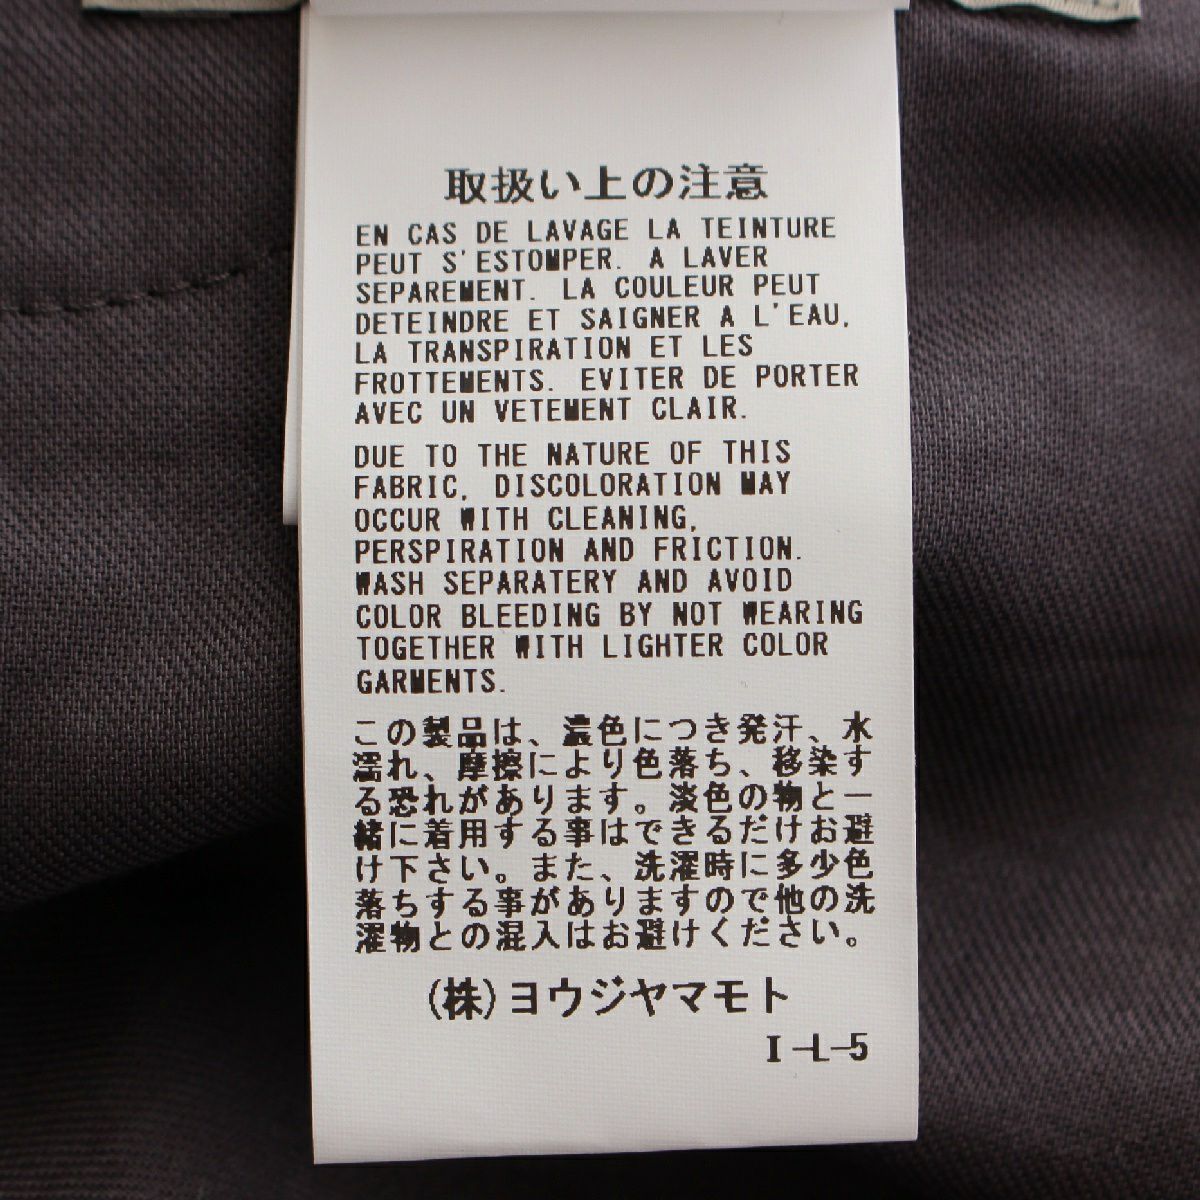 取扱い上の注意
EN CAS DE LAVAGE LA TEINTURE
PEUT S'ESTOMPER. A LAVER
SEPAREMENT. LA COULEUR PEUT
DETEINDRE ET SAIGNER A L'EAU,
LA TRANSPIRATION ET LES
FROTTEMENTS. EVITER DE PORTER
AVEC UN VETEMENT CLAIR.
DUE TO THE NATURE OF THIS
FABRIC, DISCOLORATION MAY
OCCUR WITH CLEANING,
PERSPIRATION AND FRICTION.
WASH SEPARATERY AND AVOID
COLOR BLEEDING BY NOT WEARING
TOGETHER WITH LIGHTER COLOR
GARMENTS.
この製品は、濃色につき発汗、水
濡れ、摩擦により色落ち、移染す
る恐れがあります。淡色の物と一
緒に着用する事はできるだけお避
け下さい。また、洗濯時に多少色
落ちする事がありますので他の洗
濯物との混入はお避けください。
(株)ヨウジヤマモト
I-L-5